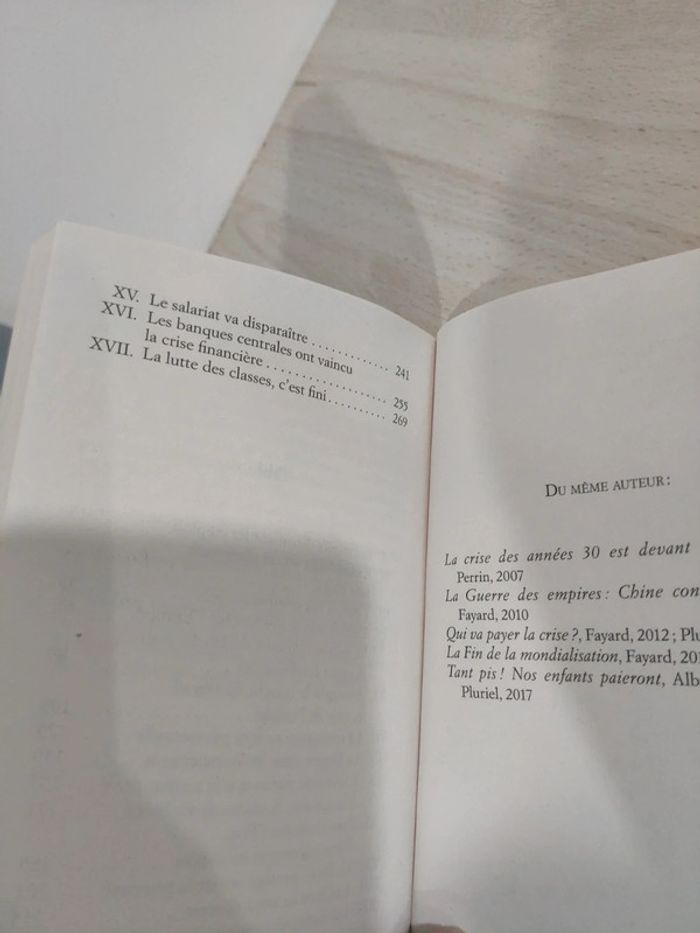 XV. Le salariat va disparaître . . . . . . . . . . . . . 241
XVI. Les banques centrales ont vaincu
la crise financière . . . . . . . . . . . . . . . . . . . 255
XVII. La lutte des classes, c'est fini . . . . . . . . . . 269
DU MÊME AUTEUR :
La crise des années 30 est devant
Perrin, 2007
La Guerre des empires : Chine con
Fayard, 2010
Qui va payer la crise ?, Fayard, 2012 ; Plu
La Fin de la mondialisation, Fayard, 201
Tant pis ! Nos enfants paieront, Alb
Pluriel, 2017